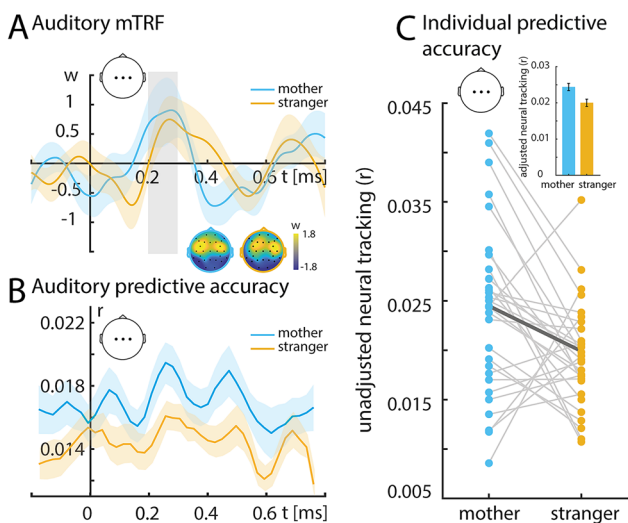 A Auditory mTRF
w
1
0.5
-0.5
-1
0.2 0.4 0.6 t [ms]
mother
stranger
w
1.8
-1.8
B Auditory predictive accuracy
r
0.022
0.018
0.014
mother
stranger
0 0.2 0.4 0.6 t [ms]
C Individual predictive
accuracy
unadjusted neural tracking (r)
0.045
0.035
0.025
0.015
0.005
mother stranger
adjusted neural tracking (r)
0.03
0.02
0.01
0
mother stranger